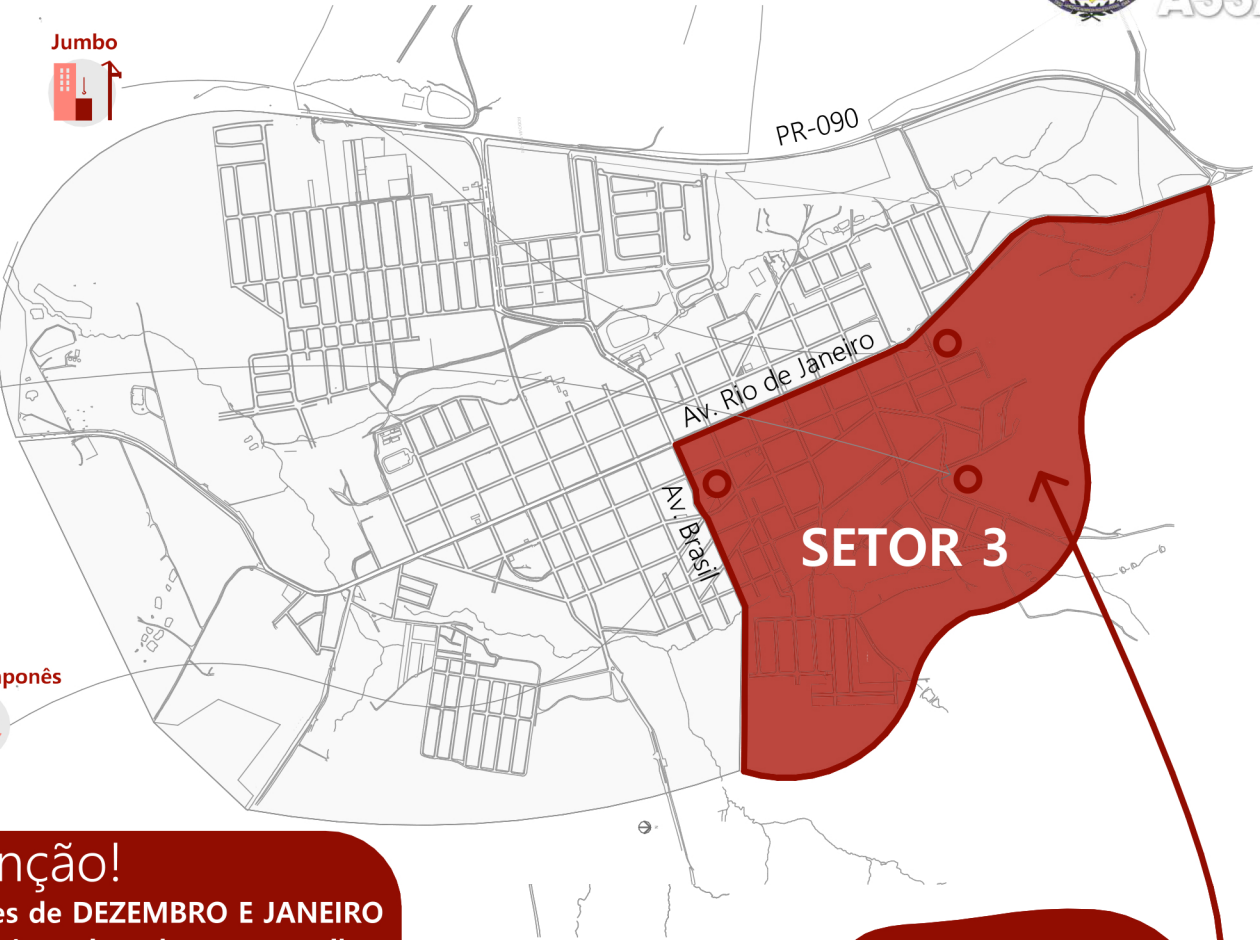 Jumbo
PR-090
Av. Rio de Janeiro
Av. Brasil
SETOR 3
ponês
nção!
es de DEZEMBRO E JANEIRO